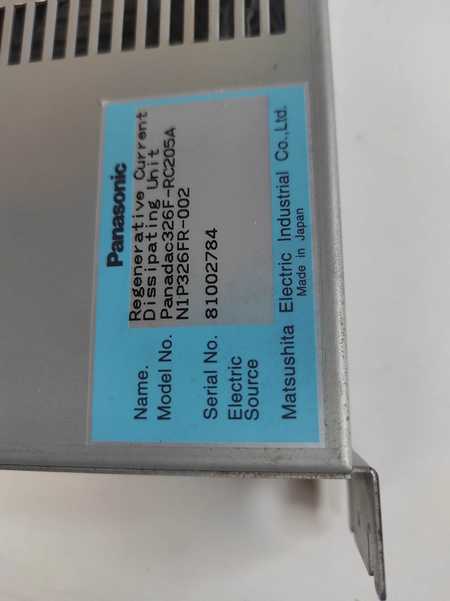 Panasonic
Name. Regenerative Current
Dissipating Unit
Model No. Panadac326F-RC205A
N1P326FR-002
Serial No. 81002784
Electric
Source
Matsushita Electric Industrial Co.,Ltd.
Made in Japan